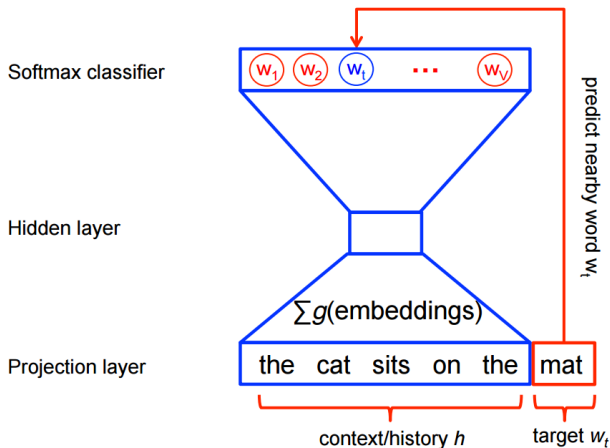 Softmax classifier
w1 w2 wt ... wV
predict nearby word wt
Hidden layer
∑g(embeddings)
Projection layer
the cat sits on the mat
context/history h
target wt